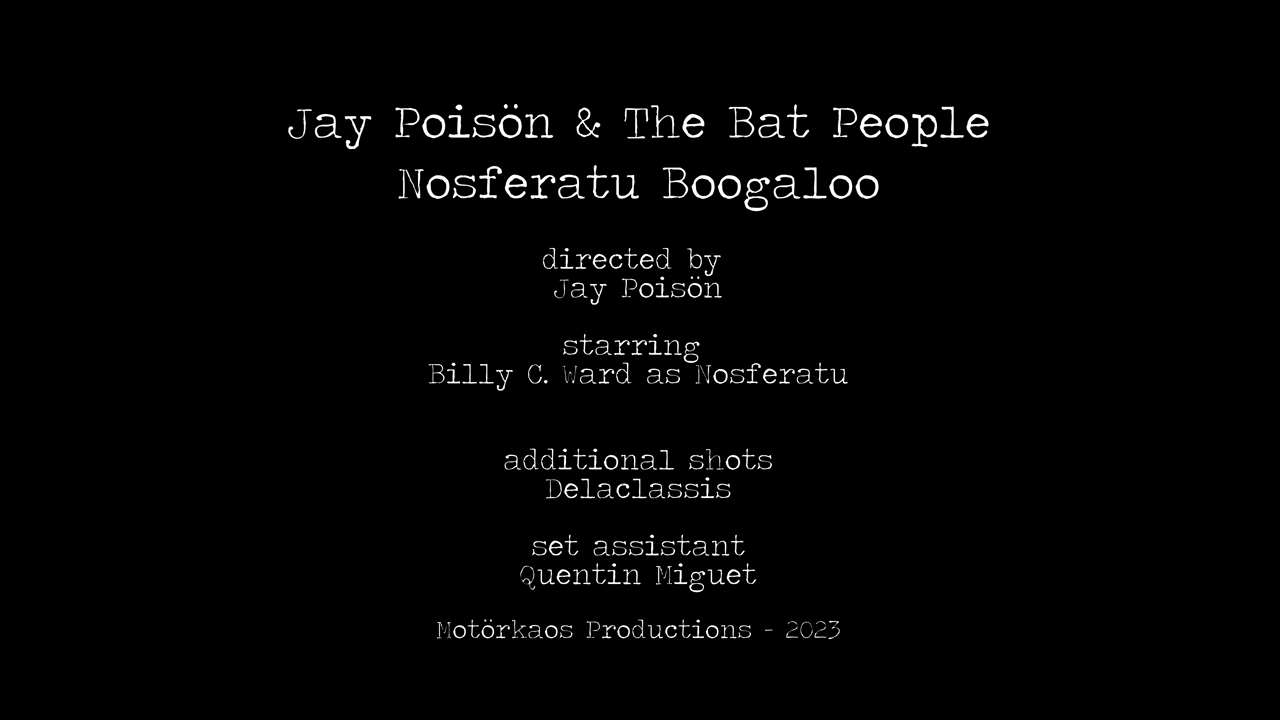 Jay Poisön & The Bat People
Nosferatu Boogaloo
directed by
Jay Poisön
starring
Billy C. Ward as Nosferatu
additional shots
Delaclassis
set assistant
Quentin Miguet
Motörkaos Productions - 2023